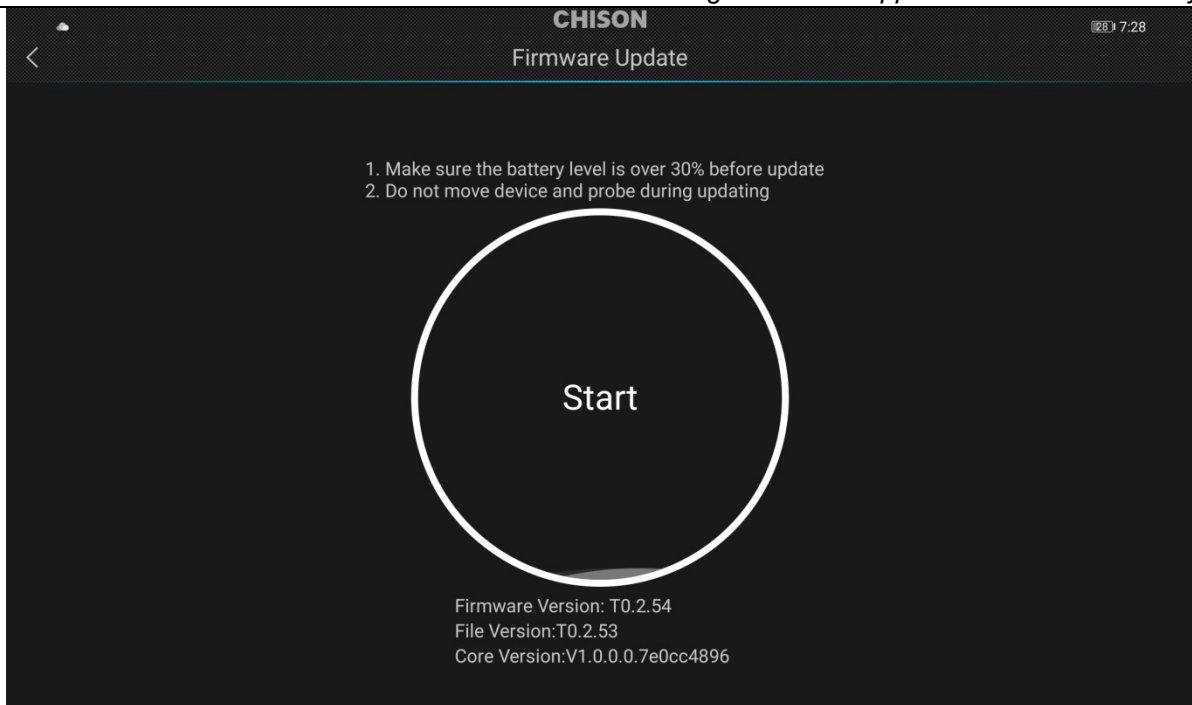 CHISON
28 7:28
Firmware Update
1. Make sure the battery level is over 30% before update
2. Do not move device and probe during updating
Start
Firmware Version: T0.2.54
File Version:T0.2.53
Core Version:V1.0.0.0.7e0cc4896